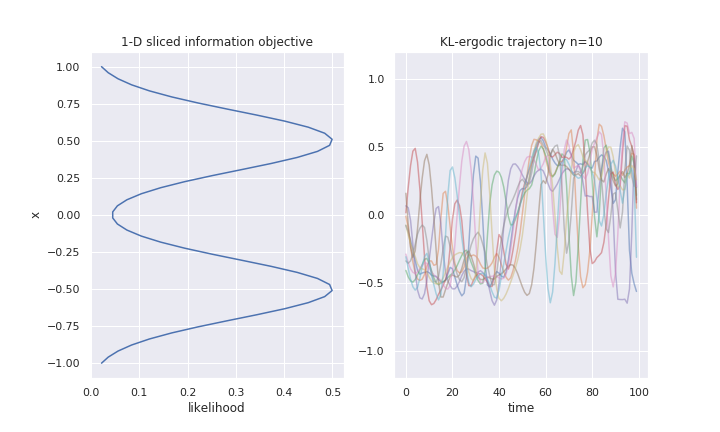 1-D sliced information objective
1.00
0.75
0.50
0.25
0.00
−0.25
−0.50
−0.75
−1.00
x
0.0 0.1 0.2 0.3 0.4 0.5
likelihood
KL-ergodic trajectory n=10
1.0
0.5
0.0
−0.5
−1.0
0 20 40 60 80 100
time